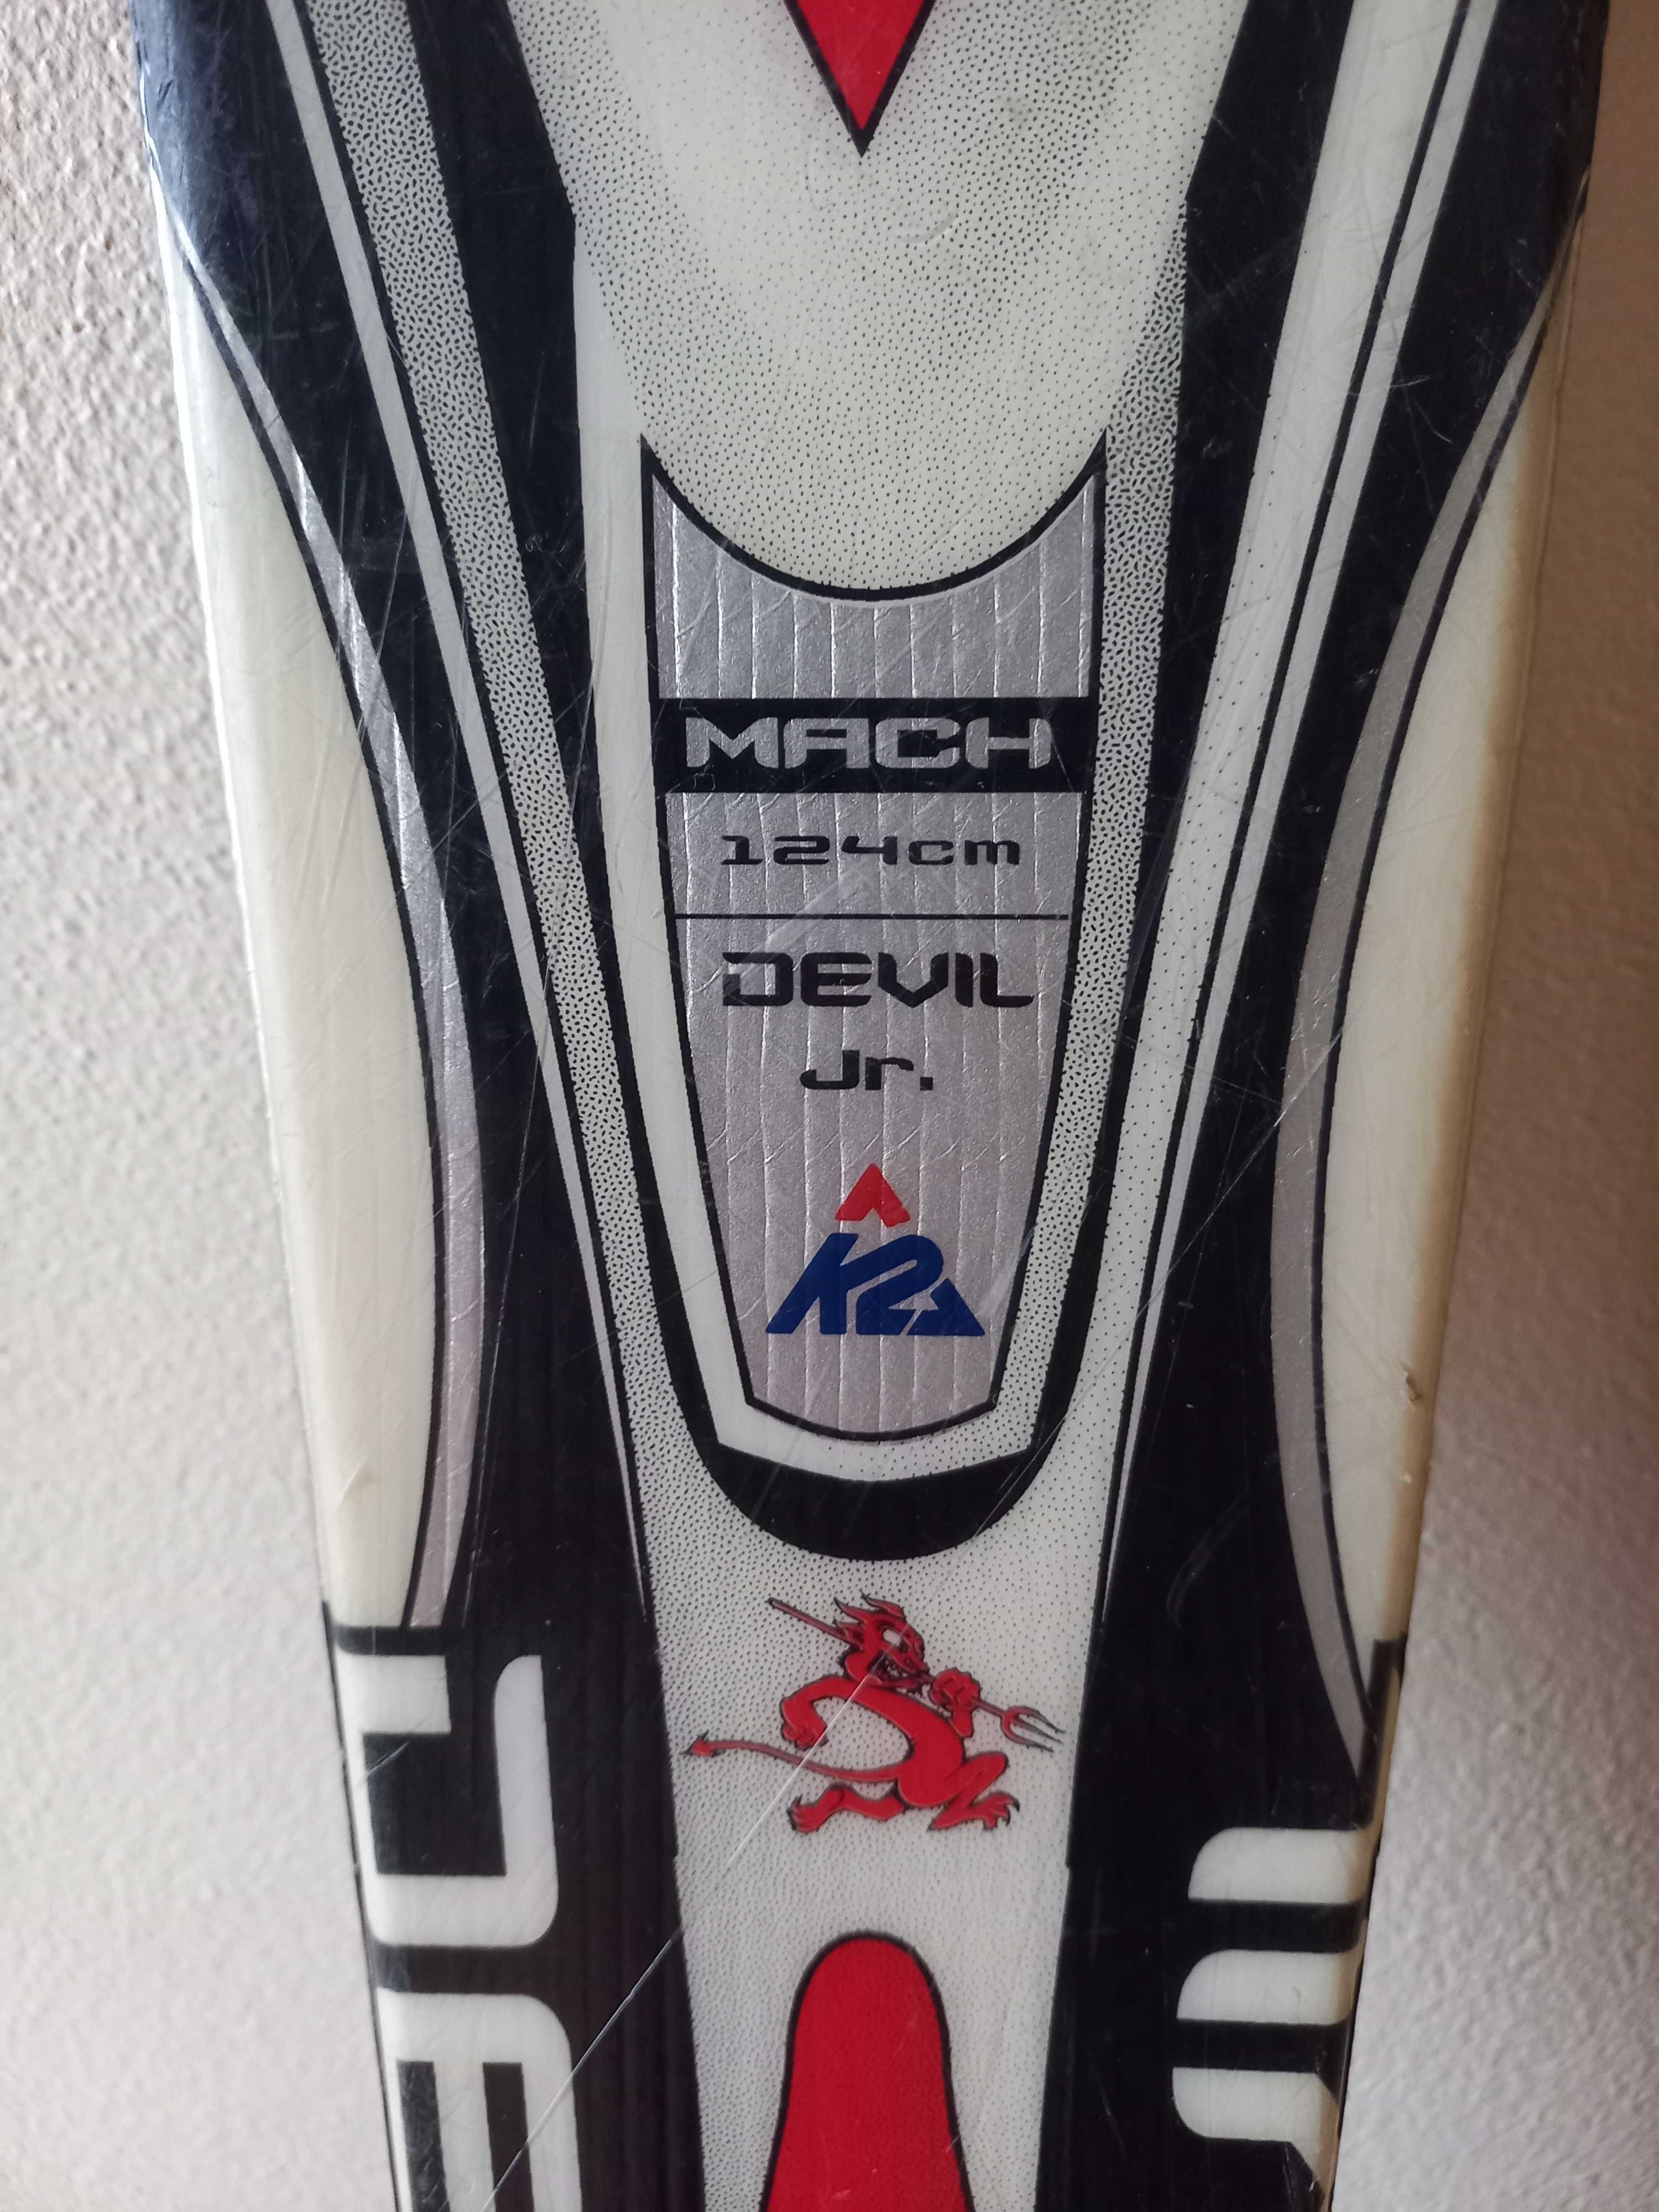 MACH
124cm
DEVIL
Jr.
K2